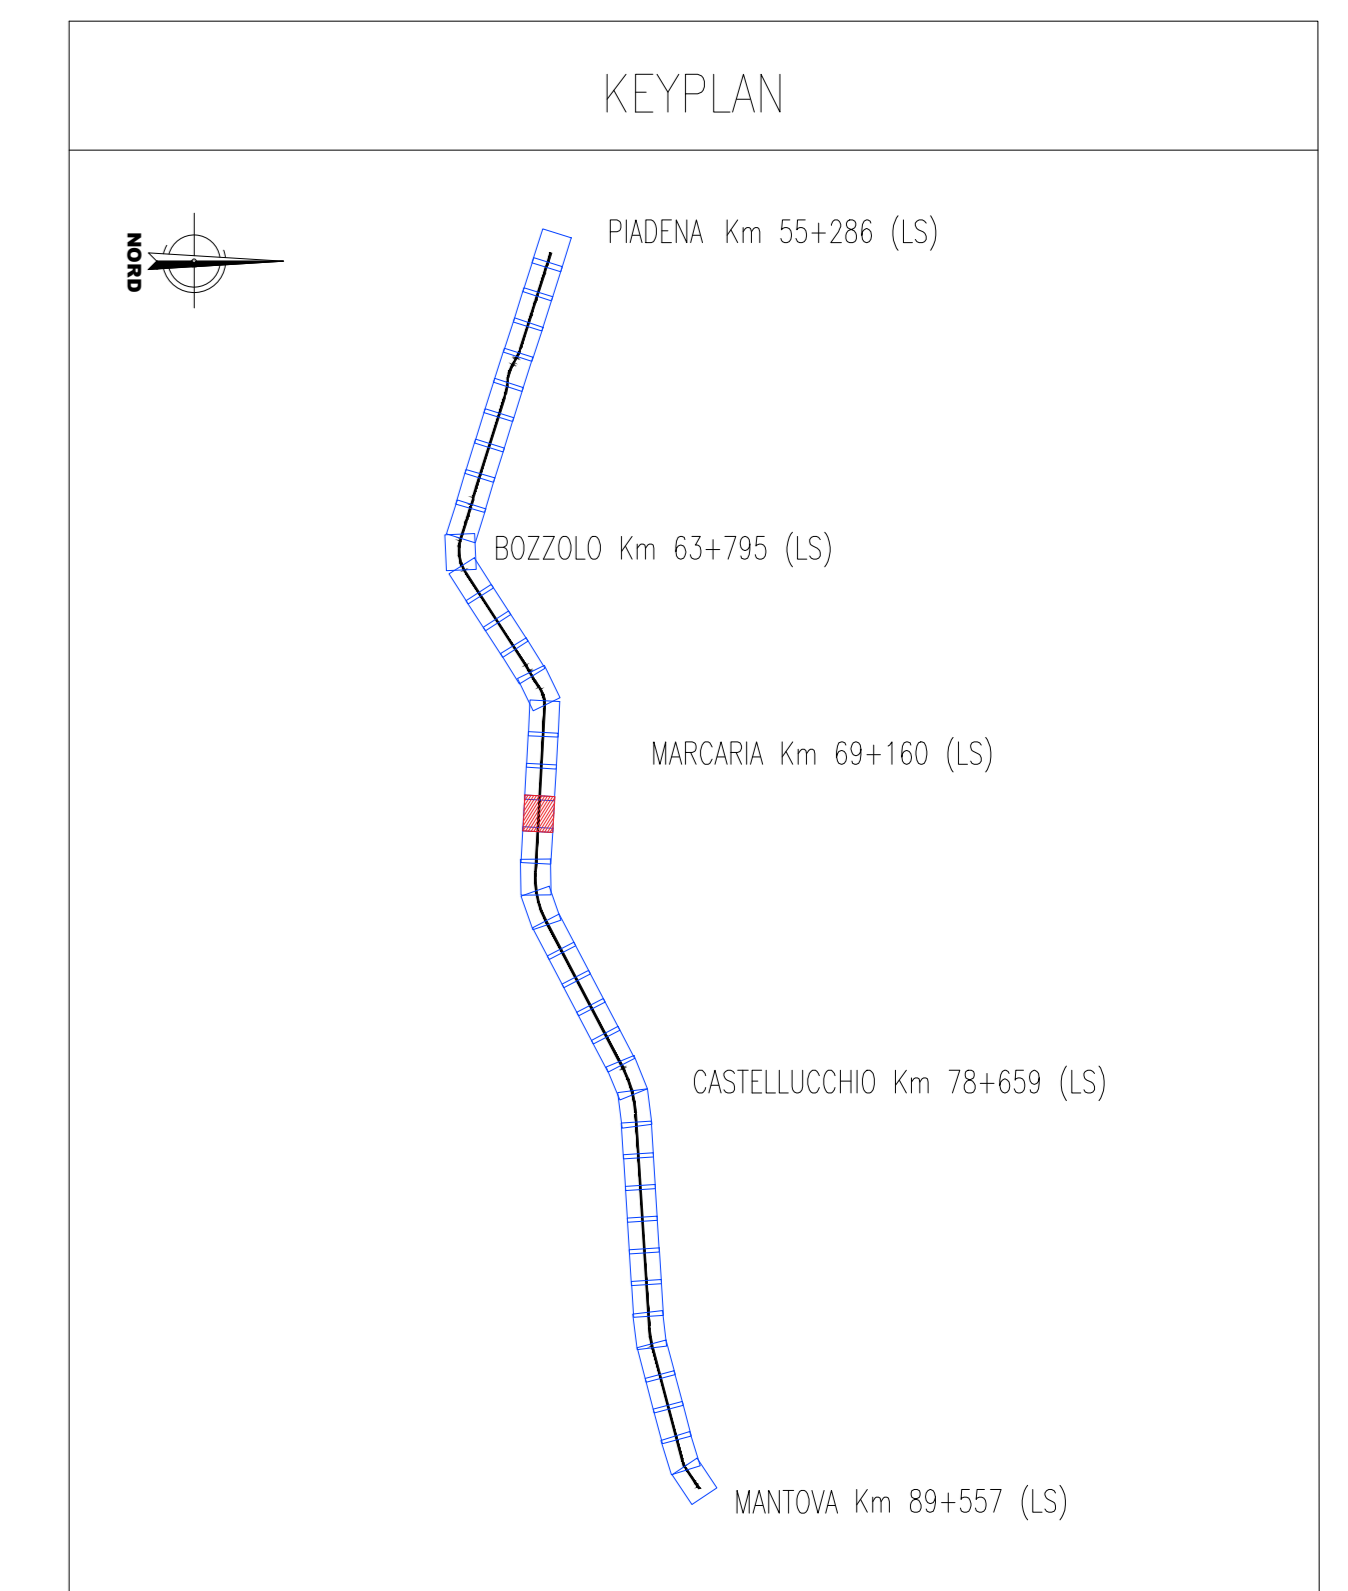 KEYPLAN
NORD
PIADENA Km 55+286 (LS)
BOZZOLO Km 63+795 (LS)
MARCARIA Km 69+160 (LS)
CASTELLUCCHIO Km 78+659 (LS)
MANTOVA Km 89+557 (LS)